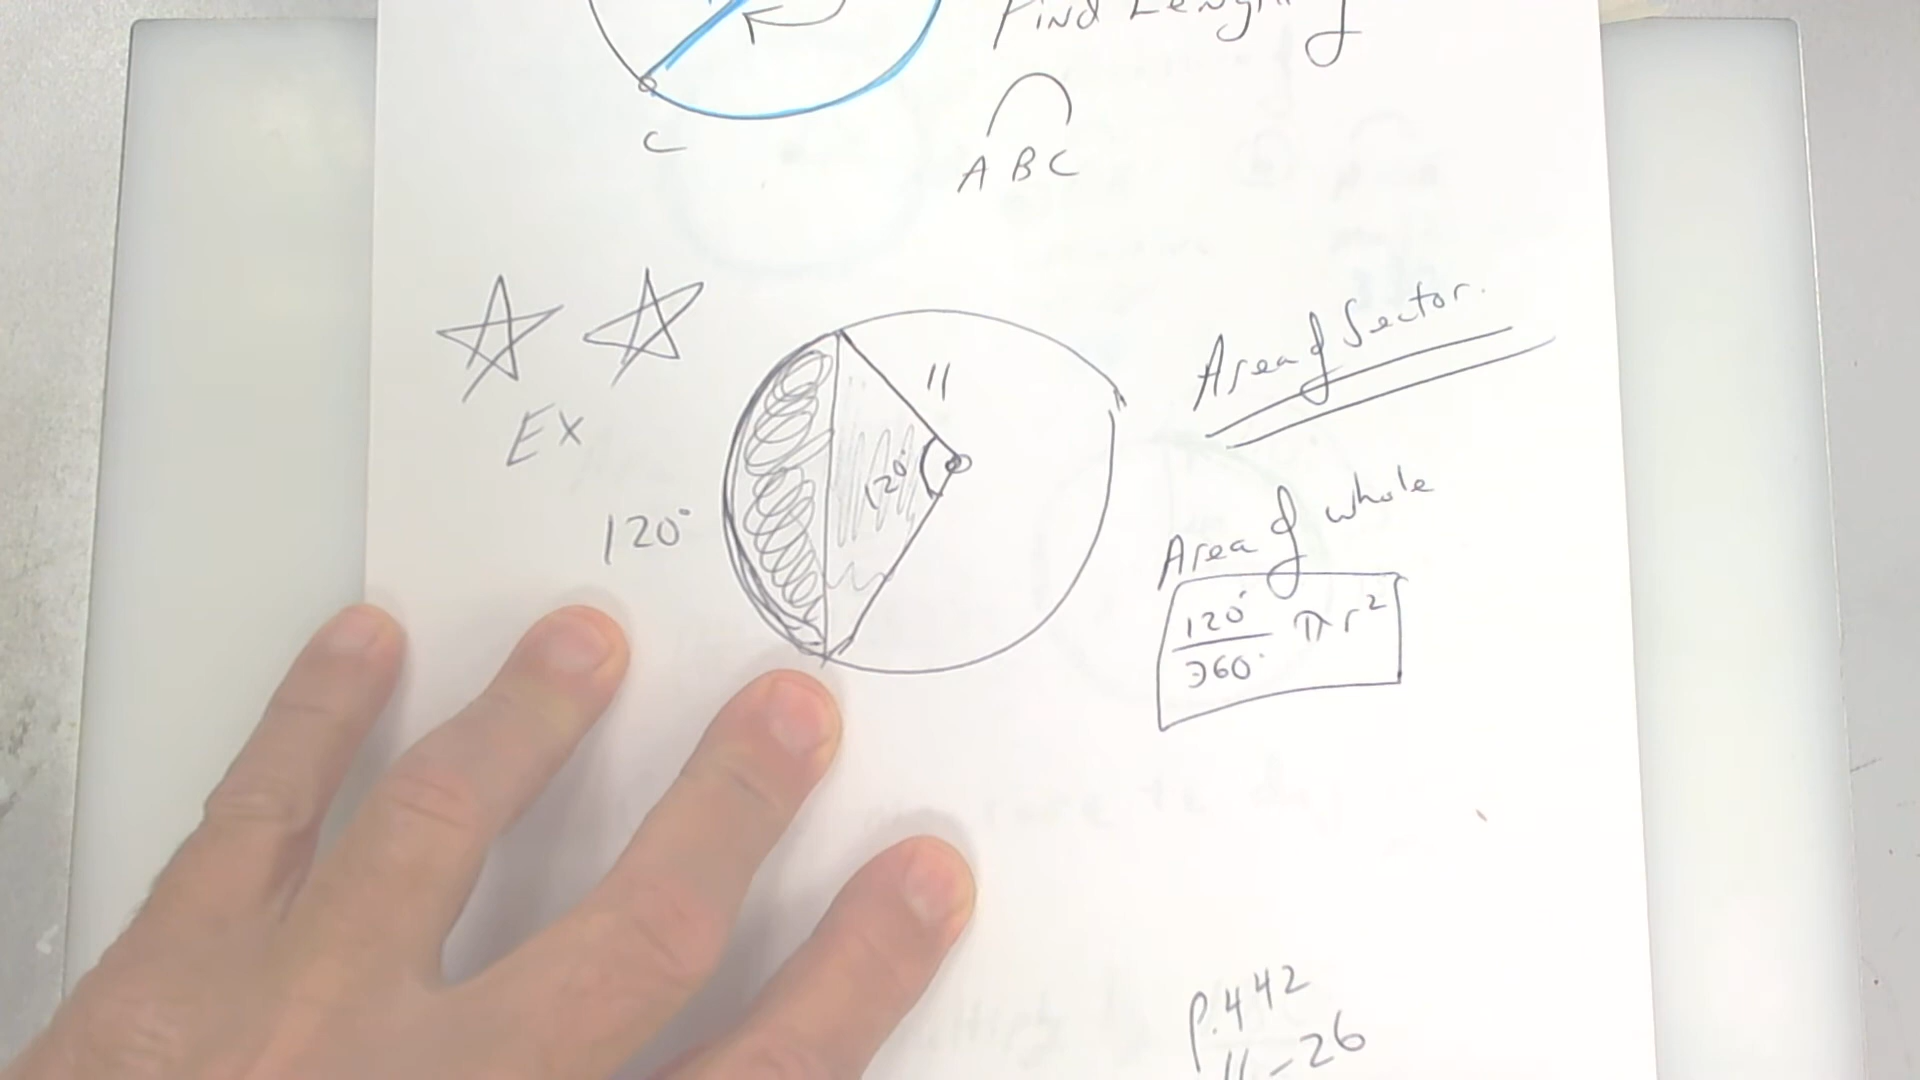 Find Length of
C
ABC
Area of Sector.
11
Ex
120°
120°
Area of whole
120°
360° πr²
p.442
11-26